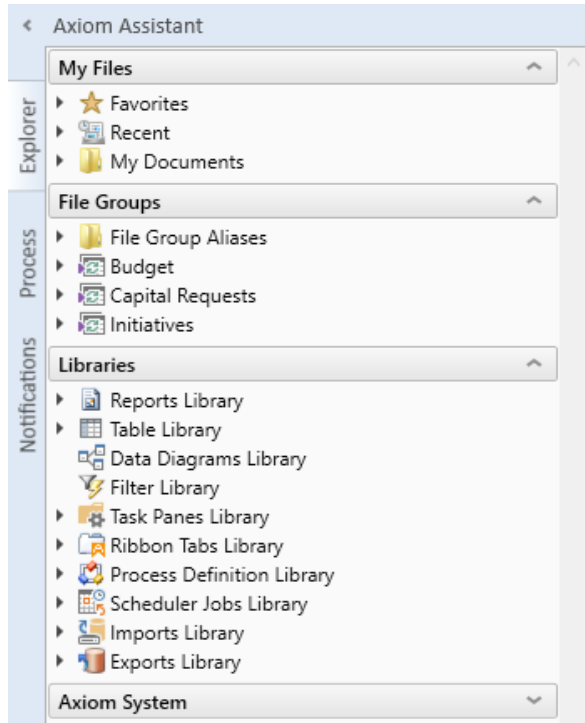 Axiom Assistant
My Files
Favorites
Recent
My Documents
File Groups
File Group Aliases
Budget
Capital Requests
Initiatives
Libraries
Reports Library
Table Library
Data Diagrams Library
Filter Library
Task Panes Library
Ribbon Tabs Library
Process Definition Library
Scheduler Jobs Library
Imports Library
Exports Library
Axiom System
Explorer
Process
Notifications